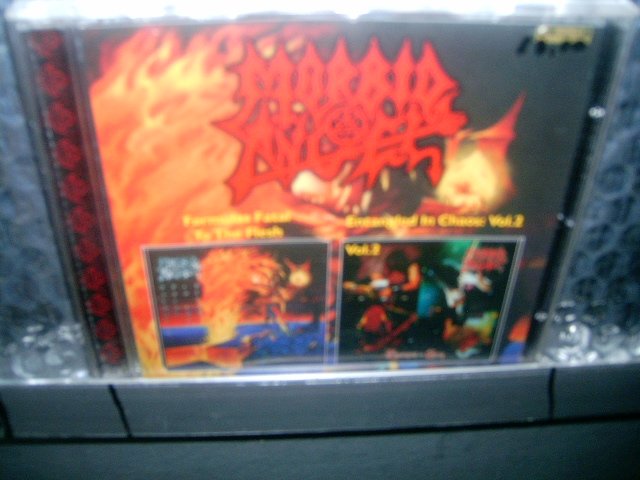 MORBID
ANGEL
Formulas Fatal
To The Flesh
Entangled In Chaos: Vol.2
Vol.2